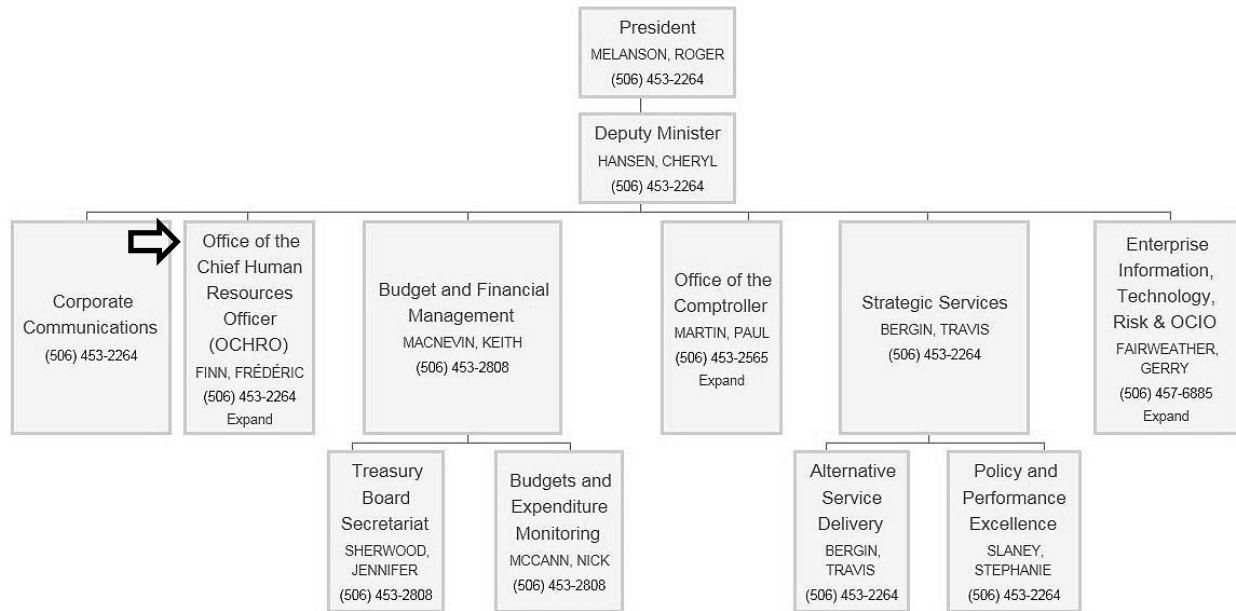 President
MELANSON, ROGER
(506) 453-2264
Deputy Minister
HANSEN, CHERYL
(506) 453-2264
Corporate
Communications
(506) 453-2264
Office of the
Chief Human
Resources
Officer
(OCHRO)
FINN, FRÉDÉRIC
(506) 453-2264
Expand
Budget and Financial
Management
MACNEVIN, KEITH
(506) 453-2808
Office of the
Comptroller
MARTIN, PAUL
(506) 453-2565
Expand
Strategic Services
BERGIN, TRAVIS
(506) 453-2264
Enterprise
Information,
Technology,
Risk & OCIO
FAIRWEATHER,
GERRY
(506) 457-6885
Expand
Treasury
Board
Secretariat
SHERWOOD,
JENNIFER
(506) 453-2808
Budgets and
Expenditure
Monitoring
MCCANN, NICK
(506) 453-2808
Alternative
Service
Delivery
BERGIN,
TRAVIS
(506) 453-2264
Policy and
Performance
Excellence
SLANEY,
STEPHANIE
(506) 453-2264